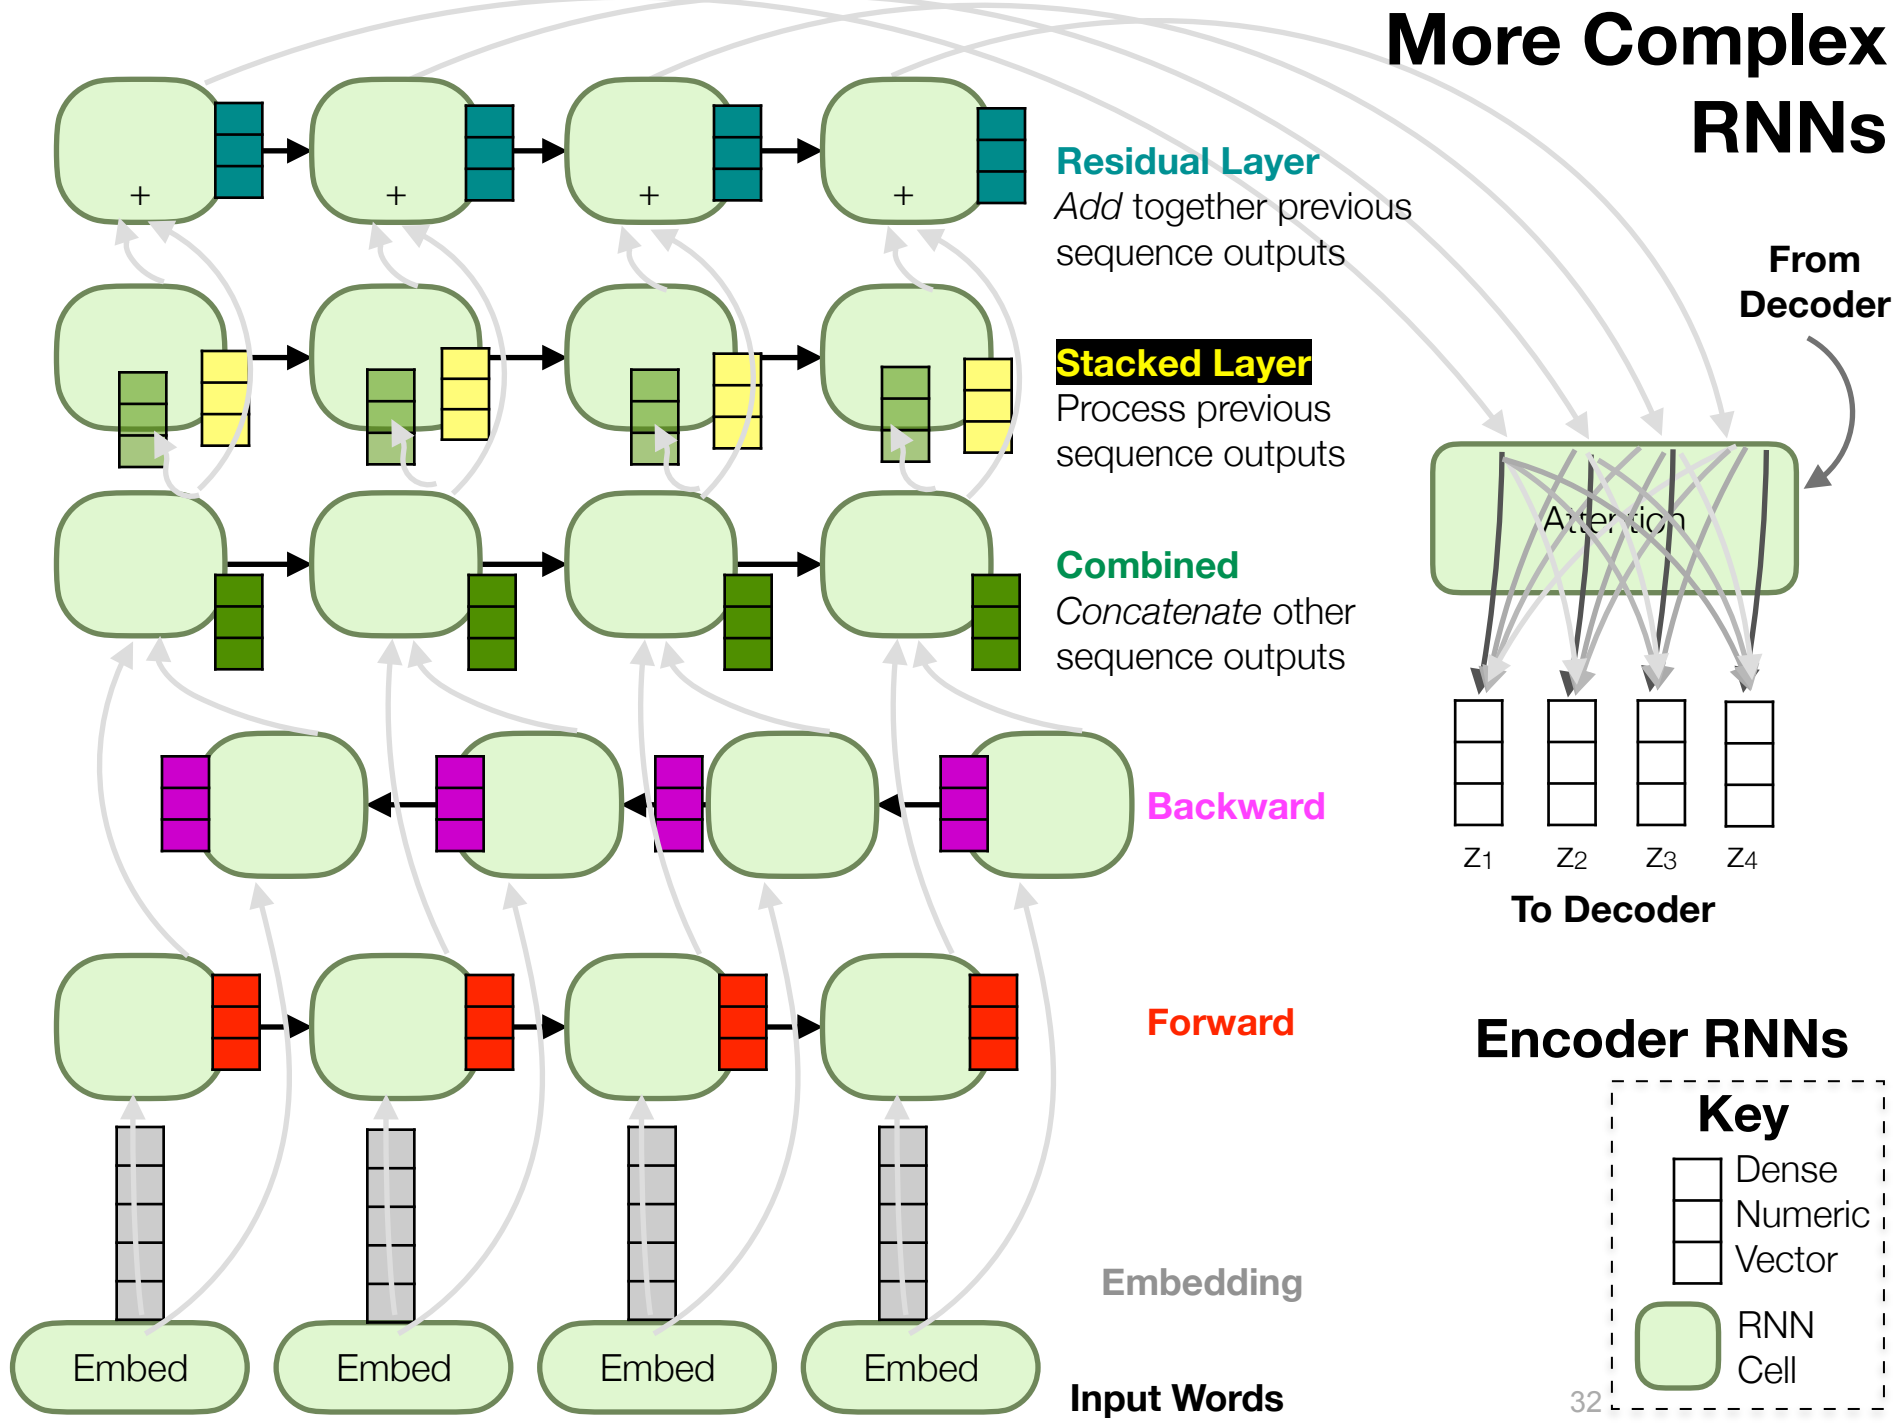 More Complex
RNNs
+
+
+
+
Residual Layer
Add together previous
sequence outputs
From
Decoder
Stacked Layer
Process previous
sequence outputs
Attention
Combined
Concatenate other
sequence outputs
Backward
z1
z2
z3
z4
To Decoder
Forward
Encoder RNNs
Key
Dense
Numeric
Vector
Embedding
RNN
Cell
Embed
Embed
Embed
Embed
Input Words
32